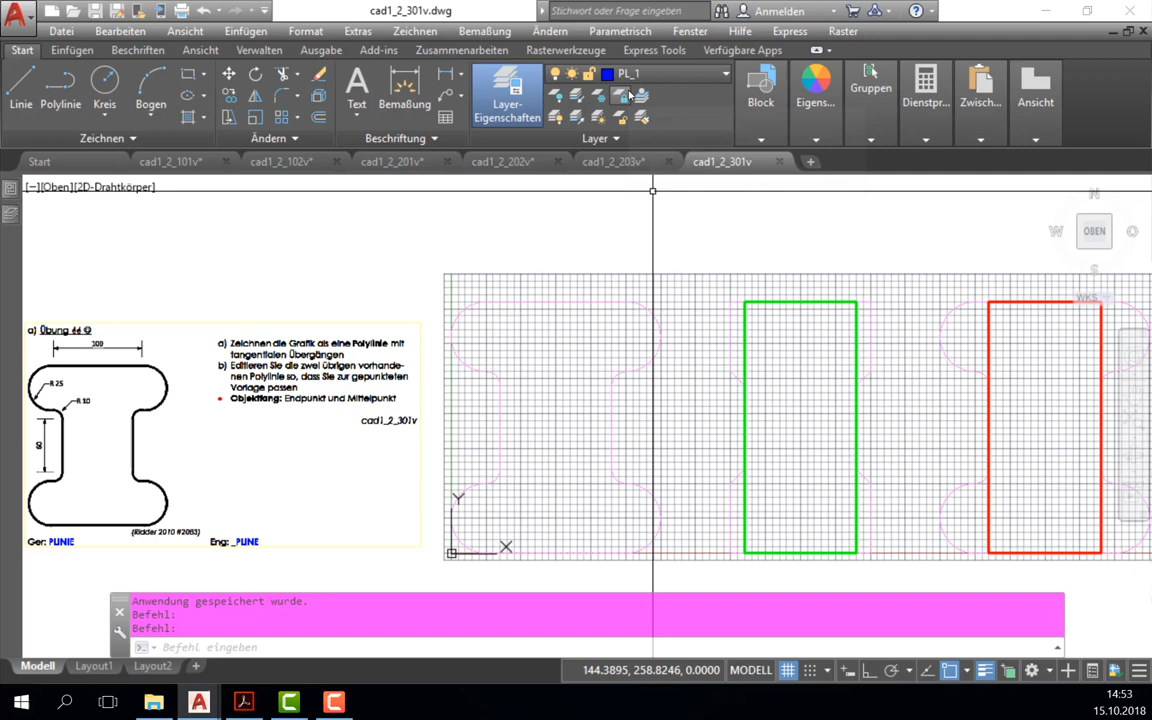 cad1_2_301v.dwg
Stichwort oder Frage eingeben
Anmelden
Datei Bearbeiten Ansicht Einfügen Format Extras Zeichnen Bemaßung Ändern Parametrisch Fenster Hilfe Express Raster
Start Einfügen Beschriften Ansicht Verwalten Ausgabe Add-ins Zusammenarbeiten Rasterwerkzeuge Express Tools Verfügbare Apps
PL_1
Linie Polylinie Kreis Bogen Text Bemaßung Layer-
Eigenschaften
Block Eigens... Gruppen Dienstpr... Zwisch... Ansicht
Zeichnen Ändern Beschriftung Layer
Start cad1_2_101v* cad1_2_102v* cad1_2_201v* cad1_2_202v* cad1_2_203v* cad1_2_301v
[−][Oben][2D-Drahtkörper]
N
W OBEN O
S
WKS
a) Übung 66
100
R 25
R 10
80
a) Zeichnen die Grafik als eine Polylinie mit
tangentialen Übergängen
b) Editieren Sie die zwei übrigen vorhande-
nen Polylinie so, dass Sie zur gepunkteten
Vorlage passen
• Objektfang: Endpunkt und Mittelpunkt
cad1_2_301v
(Ridder 2010 #2083)
Ger: PLINIE Eng: _PLINE
Y
X
Anwendung gespeichert wurde.
Befehl:
Befehl:
Befehl eingeben
Modell Layout1 Layout2 +
144.3895, 258.8246, 0.0000 MODELL
14:53
15.10.2018